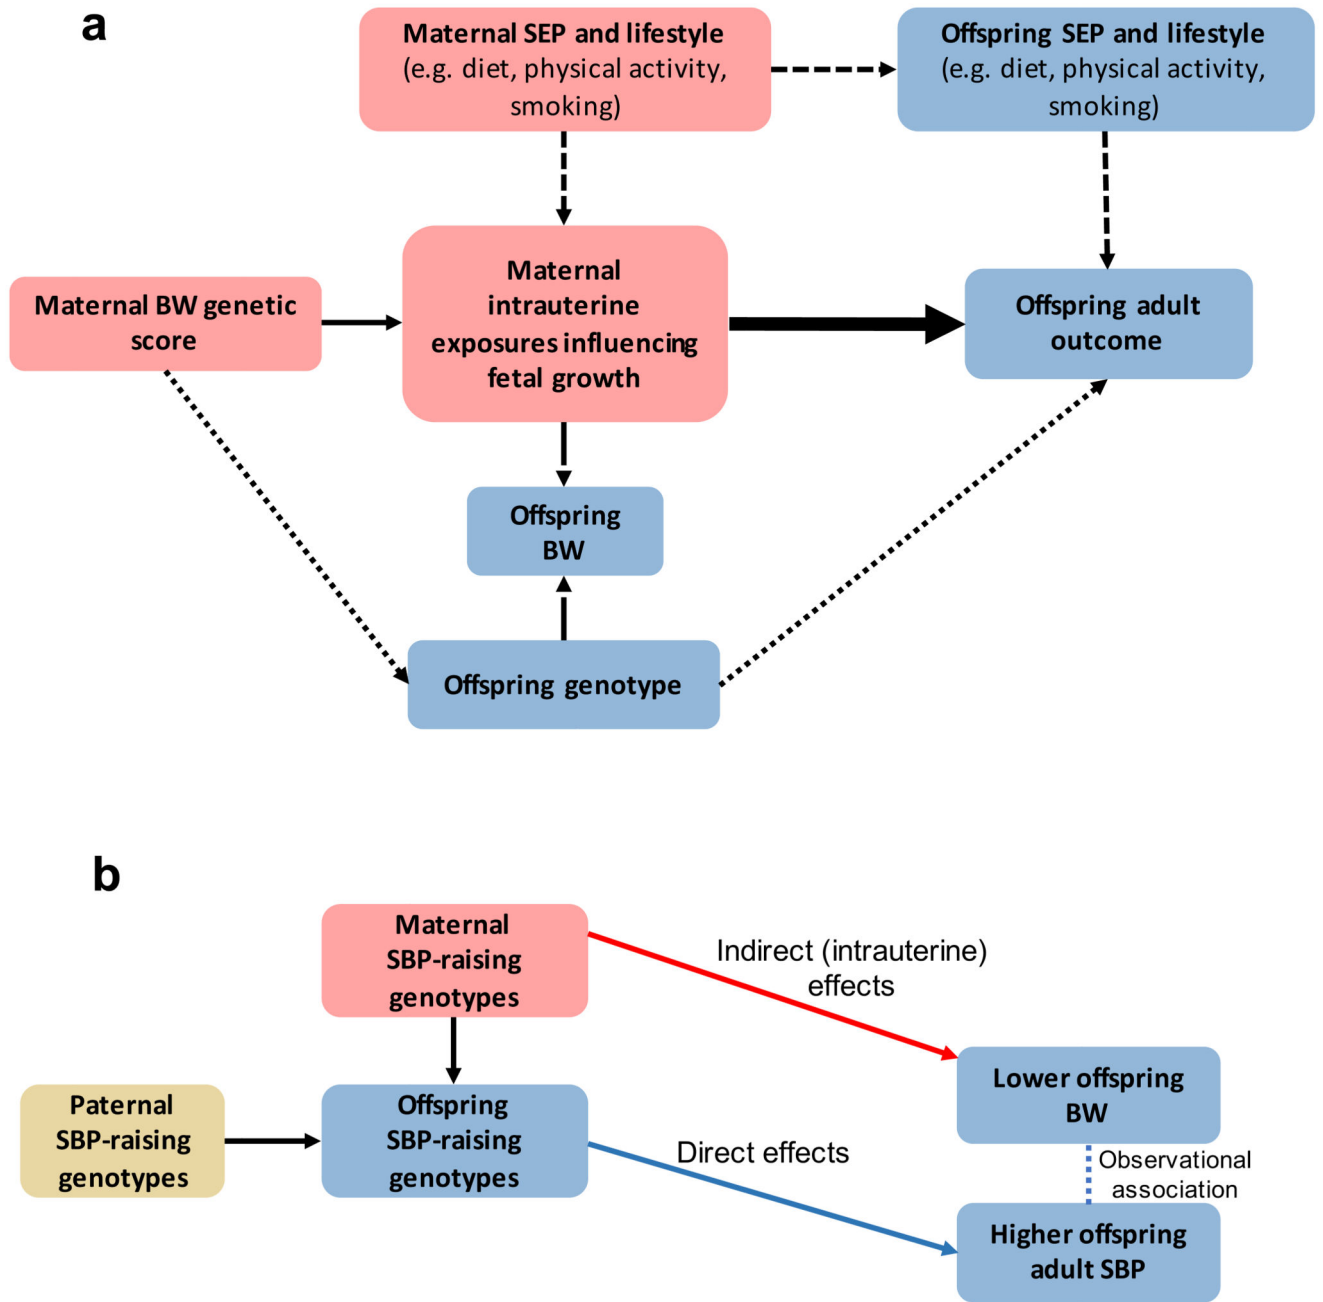 a
Maternal SEP and lifestyle
(e.g. diet, physical activity,
smoking)
Offspring SEP and lifestyle
(e.g. diet, physical activity,
smoking)
Maternal BW genetic
score
Maternal
intrauterine
exposures influencing
fetal growth
Offspring adult
outcome
Offspring
BW
Offspring genotype
b
Maternal
SBP-raising
genotypes
Indirect (intrauterine)
effects
Paternal
SBP-raising
genotypes
Offspring
SBP-raising
genotypes
Direct effects
Lower offspring
BW
Observational
association
Higher offspring
adult SBP